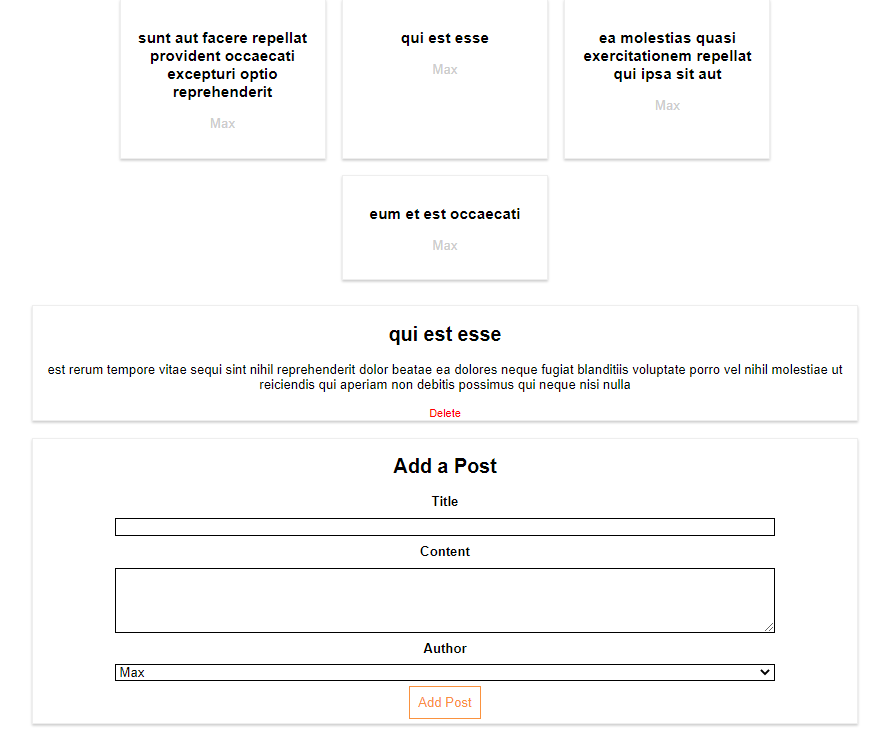 sunt aut facere repellat
provident occaecati
excepturi optio
reprehenderit
Max
qui est esse
Max
ea molestias quasi
exercitationem repellat
qui ipsa sit aut
Max
eum et est occaecati
Max
qui est esse
est rerum tempore vitae sequi sint nihil reprehenderit dolor beatae ea dolores neque fugiat blanditiis voluptate porro vel nihil molestiae ut
reiciendis qui aperiam non debitis possimus qui neque nisi nulla
Delete
Add a Post
Title
Content
Author
Max
Add Post